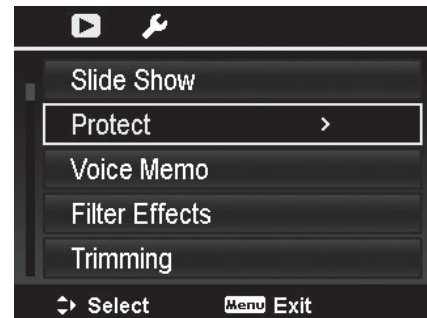 Slide Show
Protect >
Voice Memo
Filter Effects
Trimming
Select Menu Exit